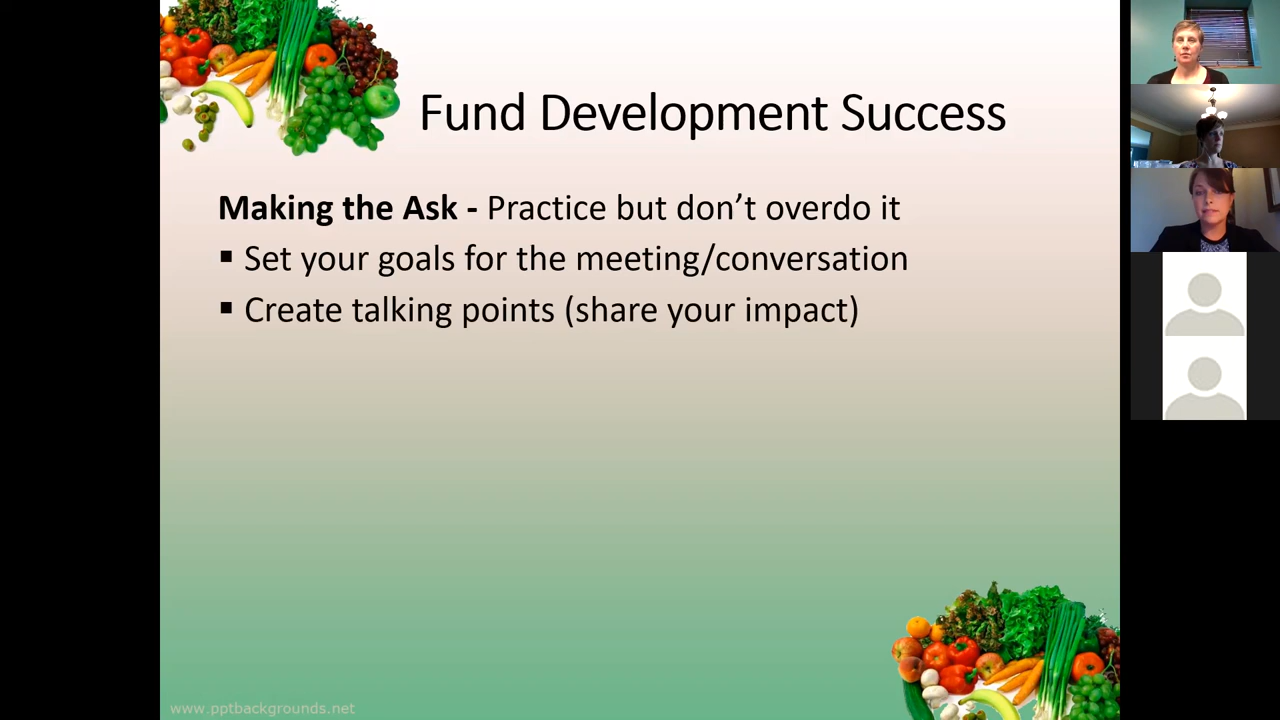 Fund Development Success
Making the Ask - Practice but don’t overdo it
▪ Set your goals for the meeting/conversation
▪ Create talking points (share your impact)
www.pptbackgrounds.net